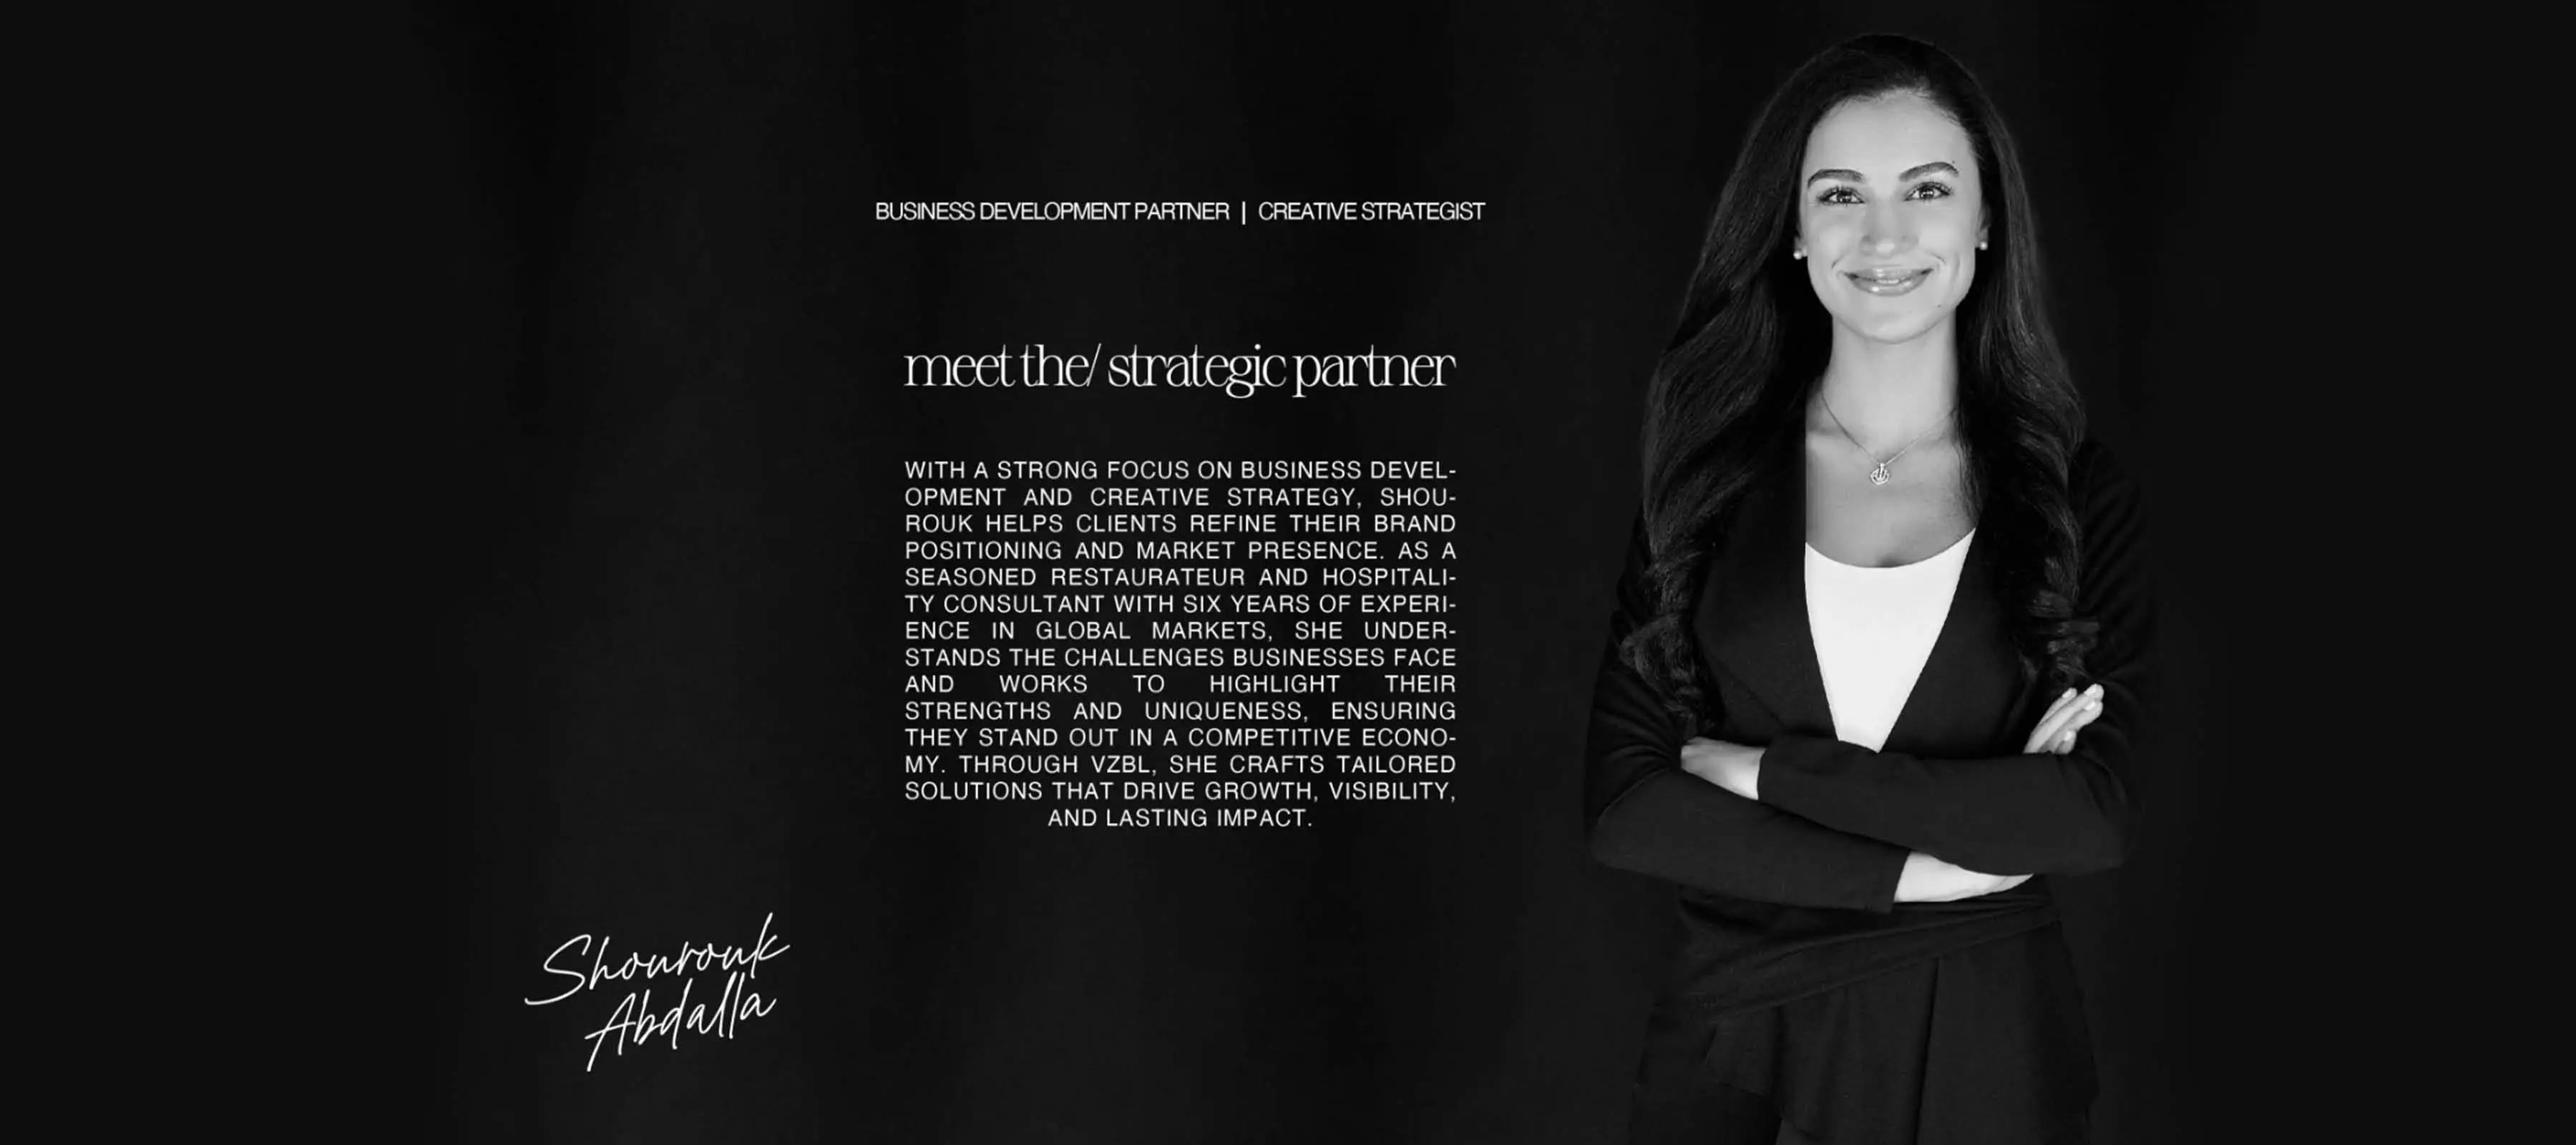 BUSINESS DEVELOPMENT PARTNER | CREATIVE STRATEGIST
meet the/ strategic partner
WITH A STRONG FOCUS ON BUSINESS DEVEL-
OPMENT AND CREATIVE STRATEGY, SHOU-
ROUK HELPS CLIENTS REFINE THEIR BRAND
POSITIONING AND MARKET PRESENCE. AS A
SEASONED RESTAURATEUR AND HOSPITALI-
TY CONSULTANT WITH SIX YEARS OF EXPERI-
ENCE IN GLOBAL MARKETS, SHE UNDER-
STANDS THE CHALLENGES BUSINESSES FACE
AND WORKS TO HIGHLIGHT THEIR
STRENGTHS AND UNIQUENESS, ENSURING
THEY STAND OUT IN A COMPETITIVE ECONO-
MY. THROUGH VZBL, SHE CRAFTS TAILORED
SOLUTIONS THAT DRIVE GROWTH, VISIBILITY,
AND LASTING IMPACT.
Shourouk
Abdalla